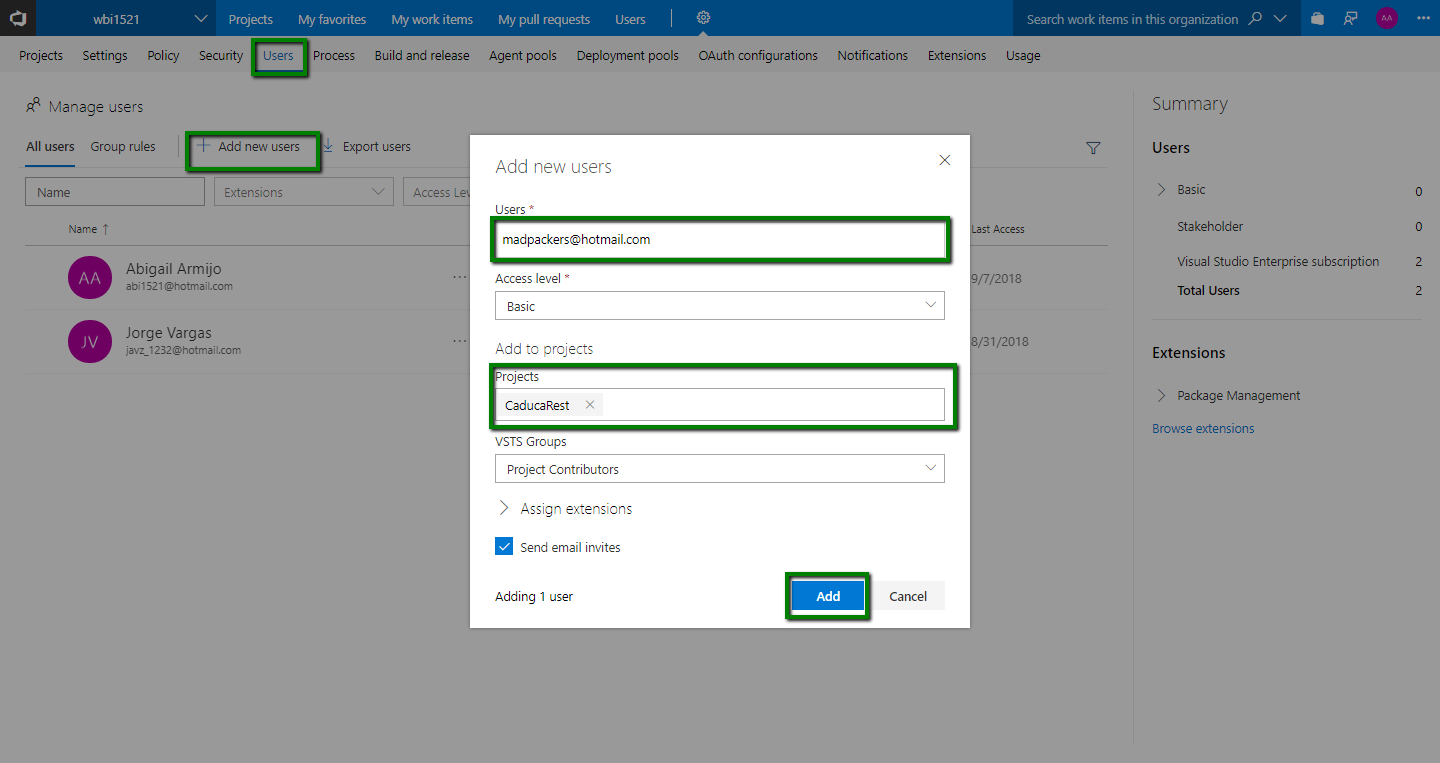 wbi1521 Projects My favorites My work items My pull requests Users Search work items in this organization AA
Projects Settings Policy Security Users Process Build and release Agent pools Deployment pools OAuth configurations Notifications Extensions Usage
Manage users
All users Group rules Add new users Export users
Name Extensions Access Lev
Name Last Access
AA Abigail Armijo
abi1521@hotmail.com
9/7/2018
JV Jorge Vargas
javz_1232@hotmail.com
8/31/2018
Add new users
Users *
madpackers@hotmail.com
Access level *
Basic
Add to projects
Projects
CaducaRest
VSTS Groups
Project Contributors
Assign extensions
Send email invites
Adding 1 user Add Cancel
Summary
Users
Basic 0
Stakeholder 0
Visual Studio Enterprise subscription 2
Total Users 2
Extensions
Package Management
Browse extensions